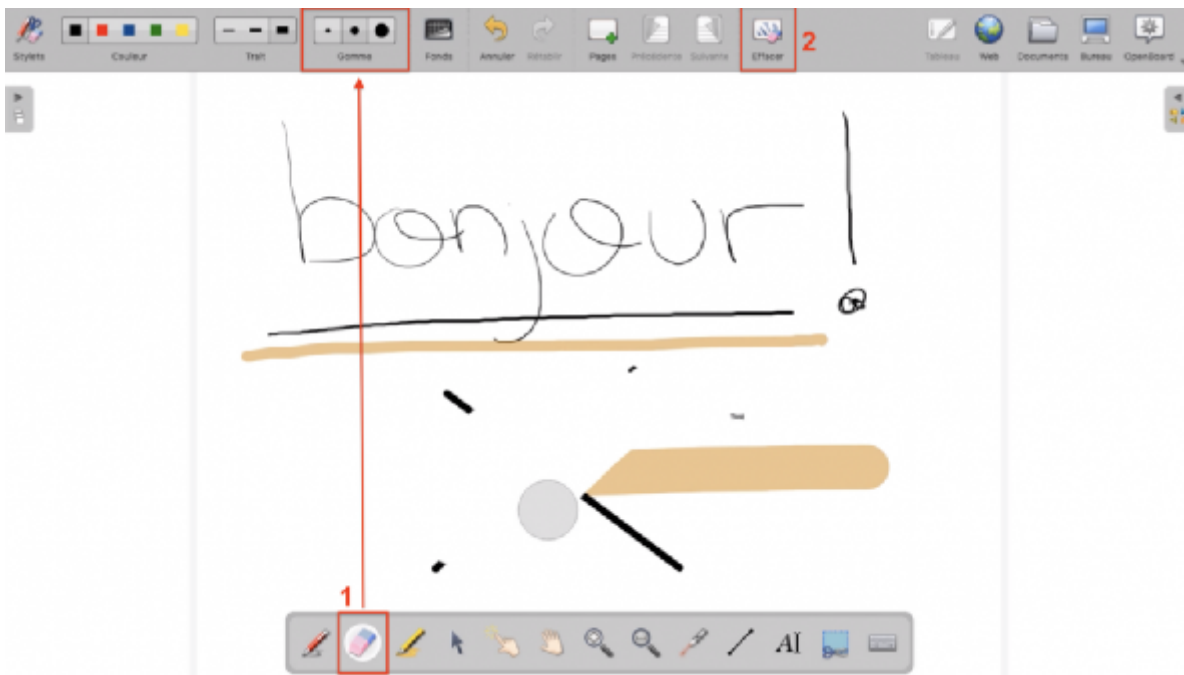 Stylets Couleur Trait Gomme Fonds Annuler Rétablir Pages Précédente Suivante Effacer 2 Tableau Web Documents Bureau OpenBoard
bonjour !
Test
1
AI